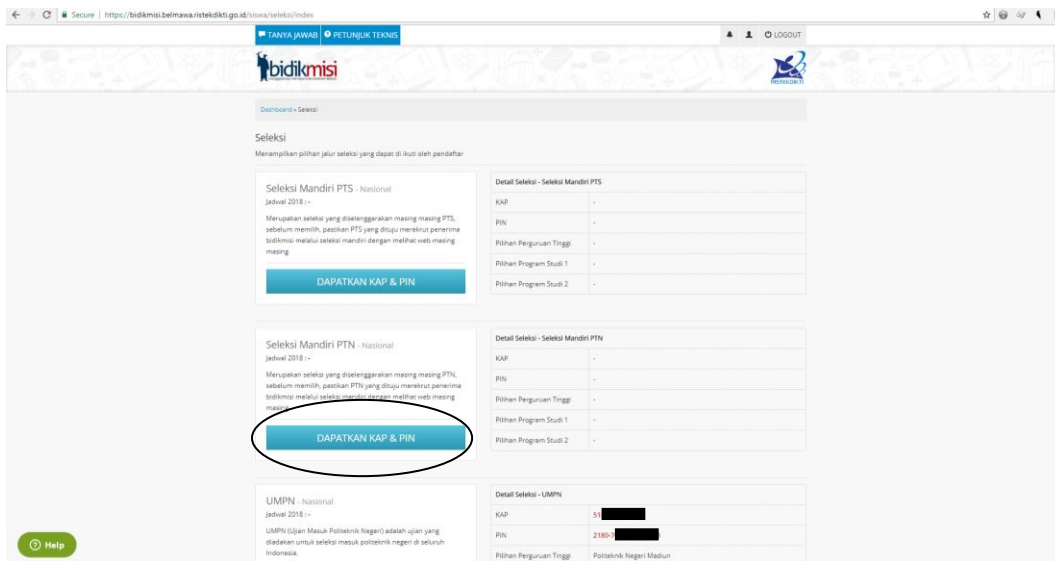 Secure | https://bidikmisi.belmawa.ristekdikti.go.id/siswa/seleksi/index
TANYA JAWAB PETUNJUK TEKNIS LOGOUT
bidikmisi
RISTEKDIKTI
Dashboard » Seleksi
Seleksi
Menampilkan pilihan jalur seleksi yang dapat di ikuti oleh pendaftar
Seleksi Mandiri PTS - Nasional
Jadwal 2018 : -
Merupakan seleksi yang diselenggarakan masing masing PTS,
sebelum memilih, pastikan PTS yang dituju merekrut penerima
bidikmisi melalui seleksi mandiri dengan melihat web masing
masing
DAPATKAN KAP & PIN
Detail Seleksi - Seleksi Mandiri PTS
KAP -
PIN -
Pilihan Perguruan Tinggi -
Pilihan Program Studi 1 -
Pilihan Program Studi 2 -
Seleksi Mandiri PTN - Nasional
Jadwal 2018 : -
Merupakan seleksi yang diselenggarakan masing masing PTN,
sebelum memilih, pastikan PTN yang dituju merekrut penerima
bidikmisi melalui seleksi mandiri dengan melihat web masing
masing
DAPATKAN KAP & PIN
Detail Seleksi - Seleksi Mandiri PTN
KAP -
PIN -
Pilihan Perguruan Tinggi -
Pilihan Program Studi 1 -
Pilihan Program Studi 2 -
UMPN - Nasional
Jadwal 2018 : -
UMPN (Ujian Masuk Politeknik Negeri) adalah ujian yang
diadakan untuk seleksi masuk politeknik negeri di seluruh
Indonesia.
Detail Seleksi - UMPN
KAP 51
PIN 2180-7
Pilihan Perguruan Tinggi Politeknik Negeri Madiun
Help